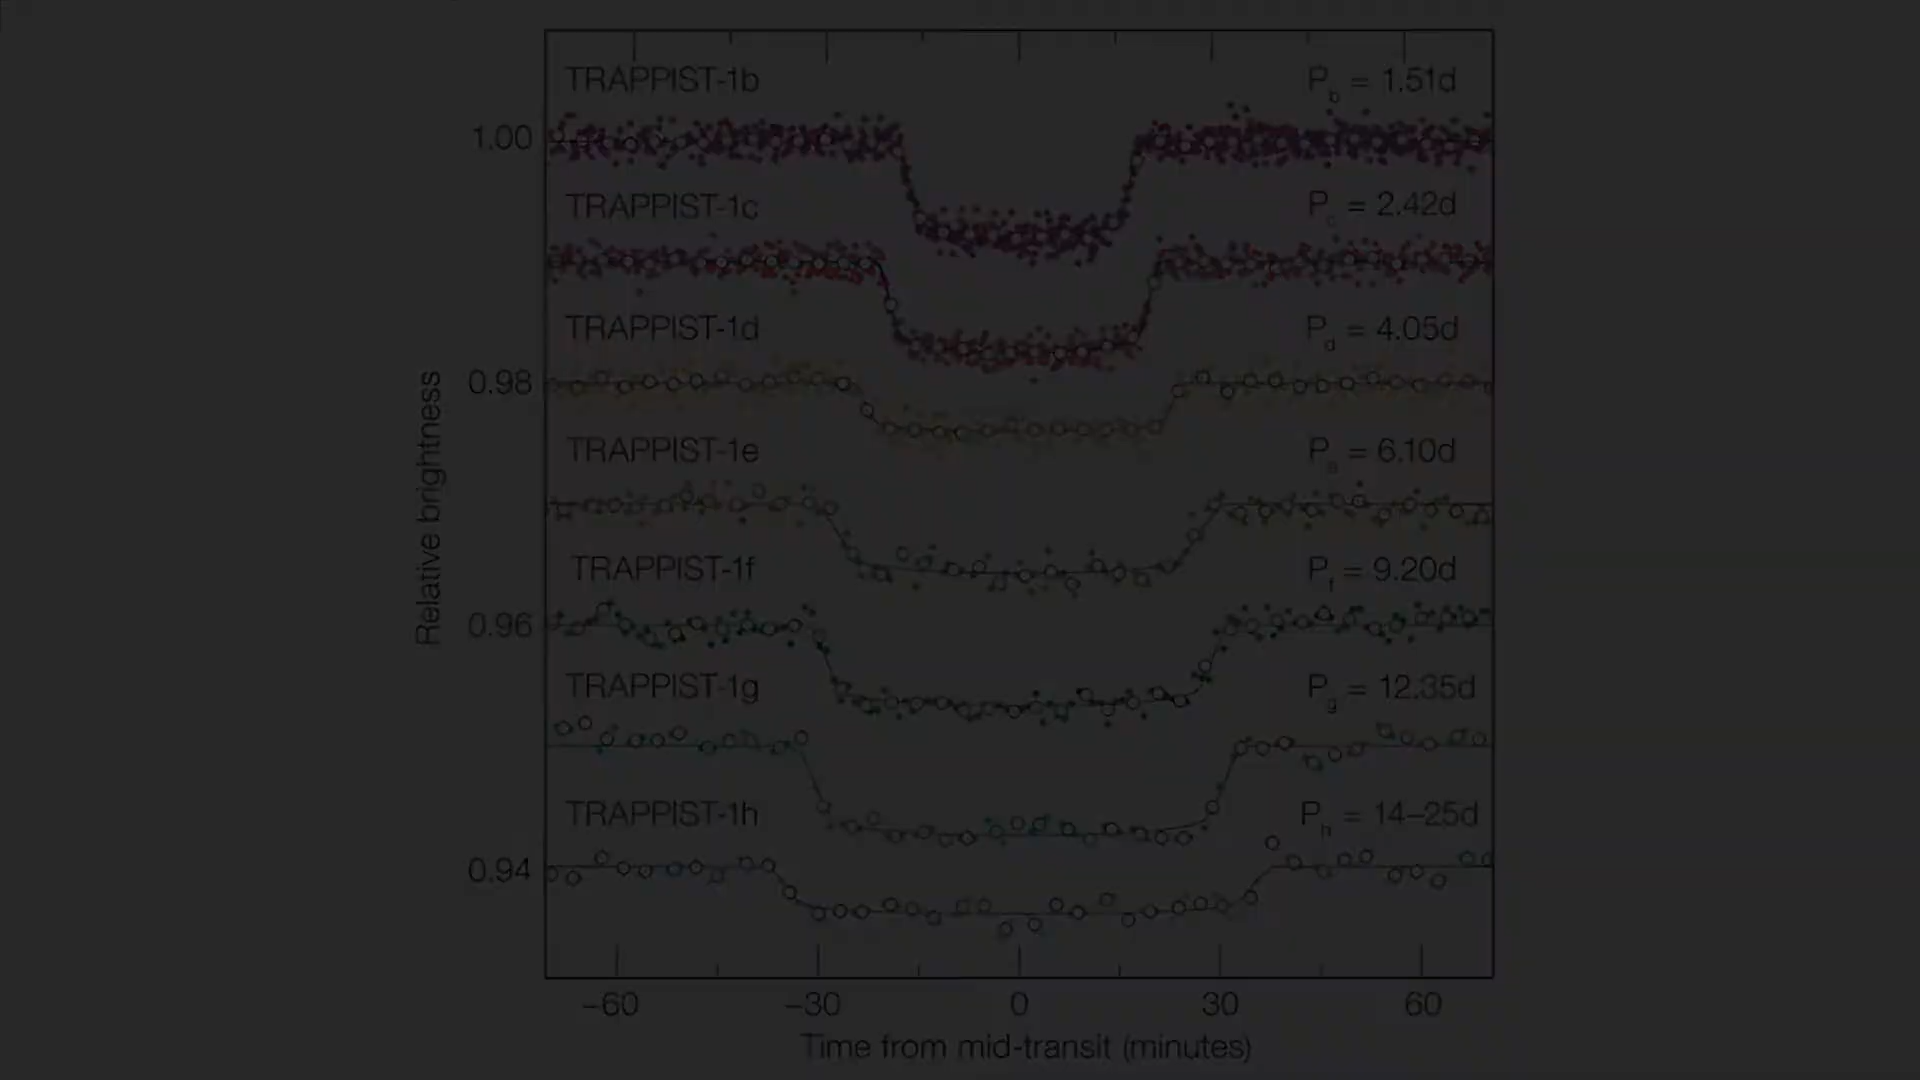 TRAPPIST-1b P_b = 1.51d
1.00
TRAPPIST-1c P_c = 2.42d
TRAPPIST-1d P_d = 4.05d
0.98
TRAPPIST-1e P_e = 6.10d
Relative brightness
TRAPPIST-1f P_f = 9.20d
0.96
TRAPPIST-1g P_g = 12.35d
TRAPPIST-1h P_h = 14–25d
0.94
−60 −30 0 30 60
Time from mid-transit (minutes)